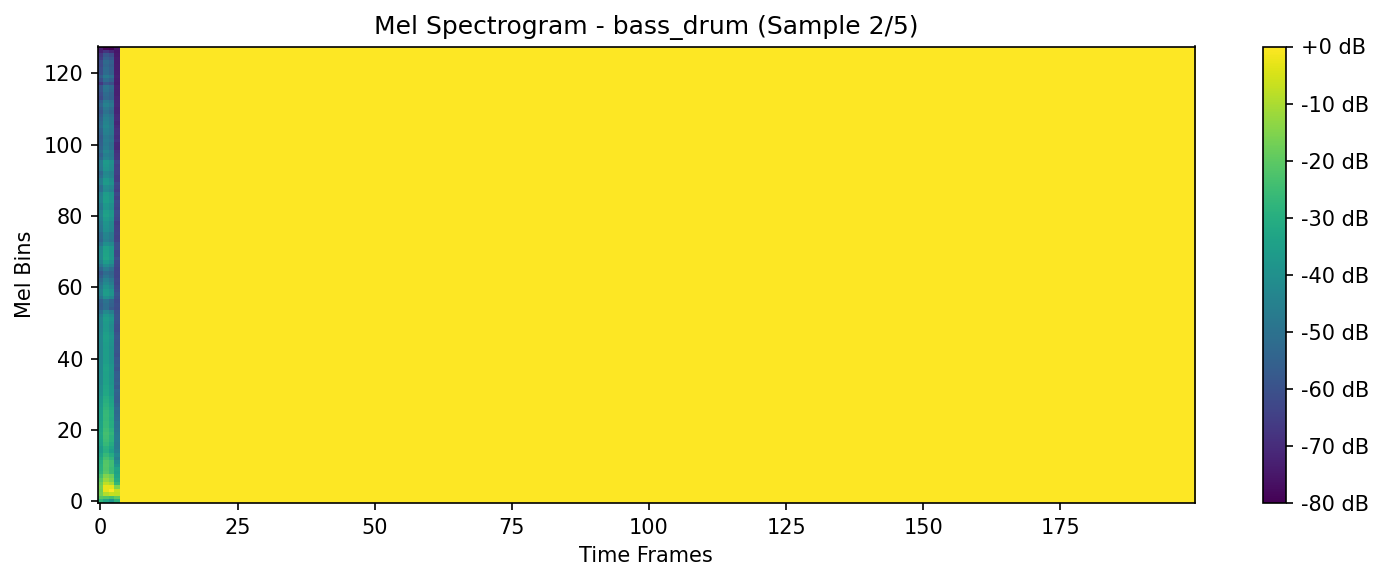 Mel Spectrogram - bass_drum (Sample 2/5)
Mel Bins
120
100
80
60
40
20
0
0 25 50 75 100 125 150 175
Time Frames
+0 dB
-10 dB
-20 dB
-30 dB
-40 dB
-50 dB
-60 dB
-70 dB
-80 dB